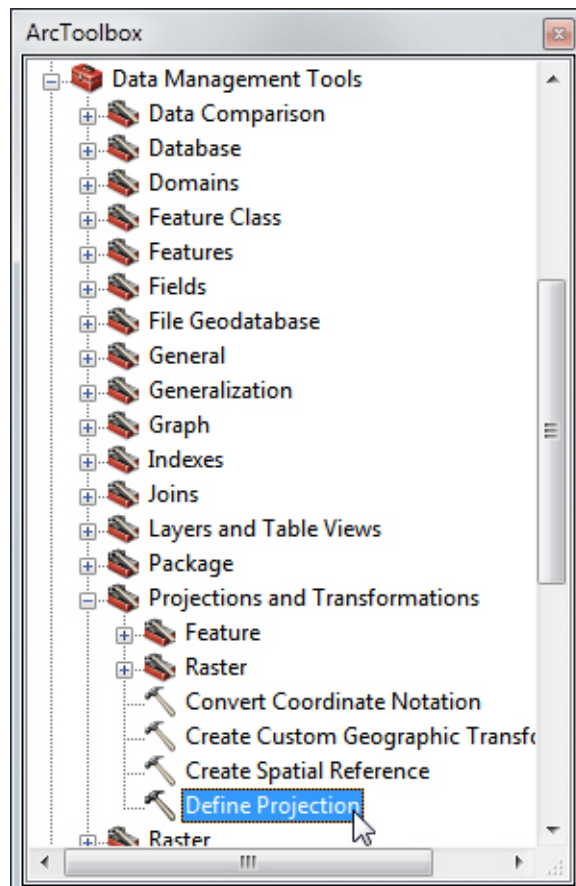 ArcToolbox
Data Management Tools
Data Comparison
Database
Domains
Feature Class
Features
Fields
File Geodatabase
General
Generalization
Graph
Indexes
Joins
Layers and Table Views
Package
Projections and Transformations
Feature
Raster
Convert Coordinate Notation
Create Custom Geographic Transfo
Create Spatial Reference
Define Projection
Raster